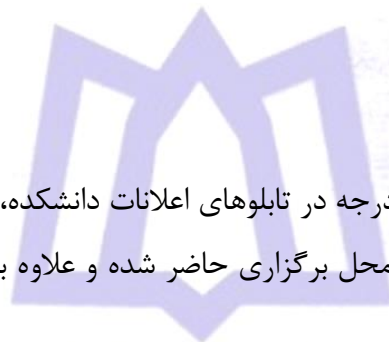 درجه در تابلوهای اعلانات دانشکده،
محل برگزاری حاضر شده و علاوه ب